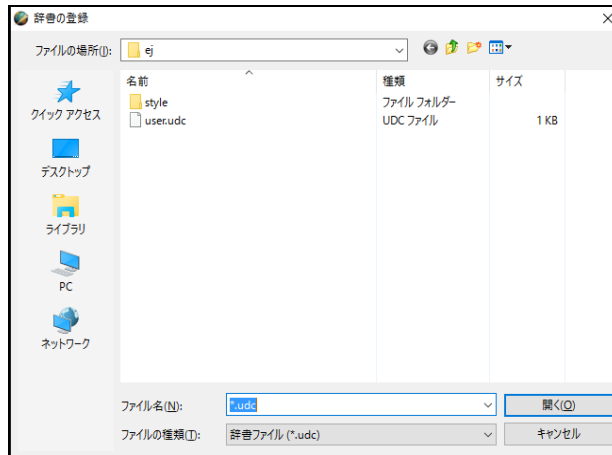 辞書の登録
ファイルの場所(I):
ej
名前
種類
サイズ
style
ファイル フォルダー
user.udc
UDC ファイル
1 KB
クイック アクセス
デスクトップ
ライブラリ
PC
ネットワーク
ファイル名(N):
*.udc
開く(O)
ファイルの種類(T):
辞書ファイル (*.udc)
キャンセル